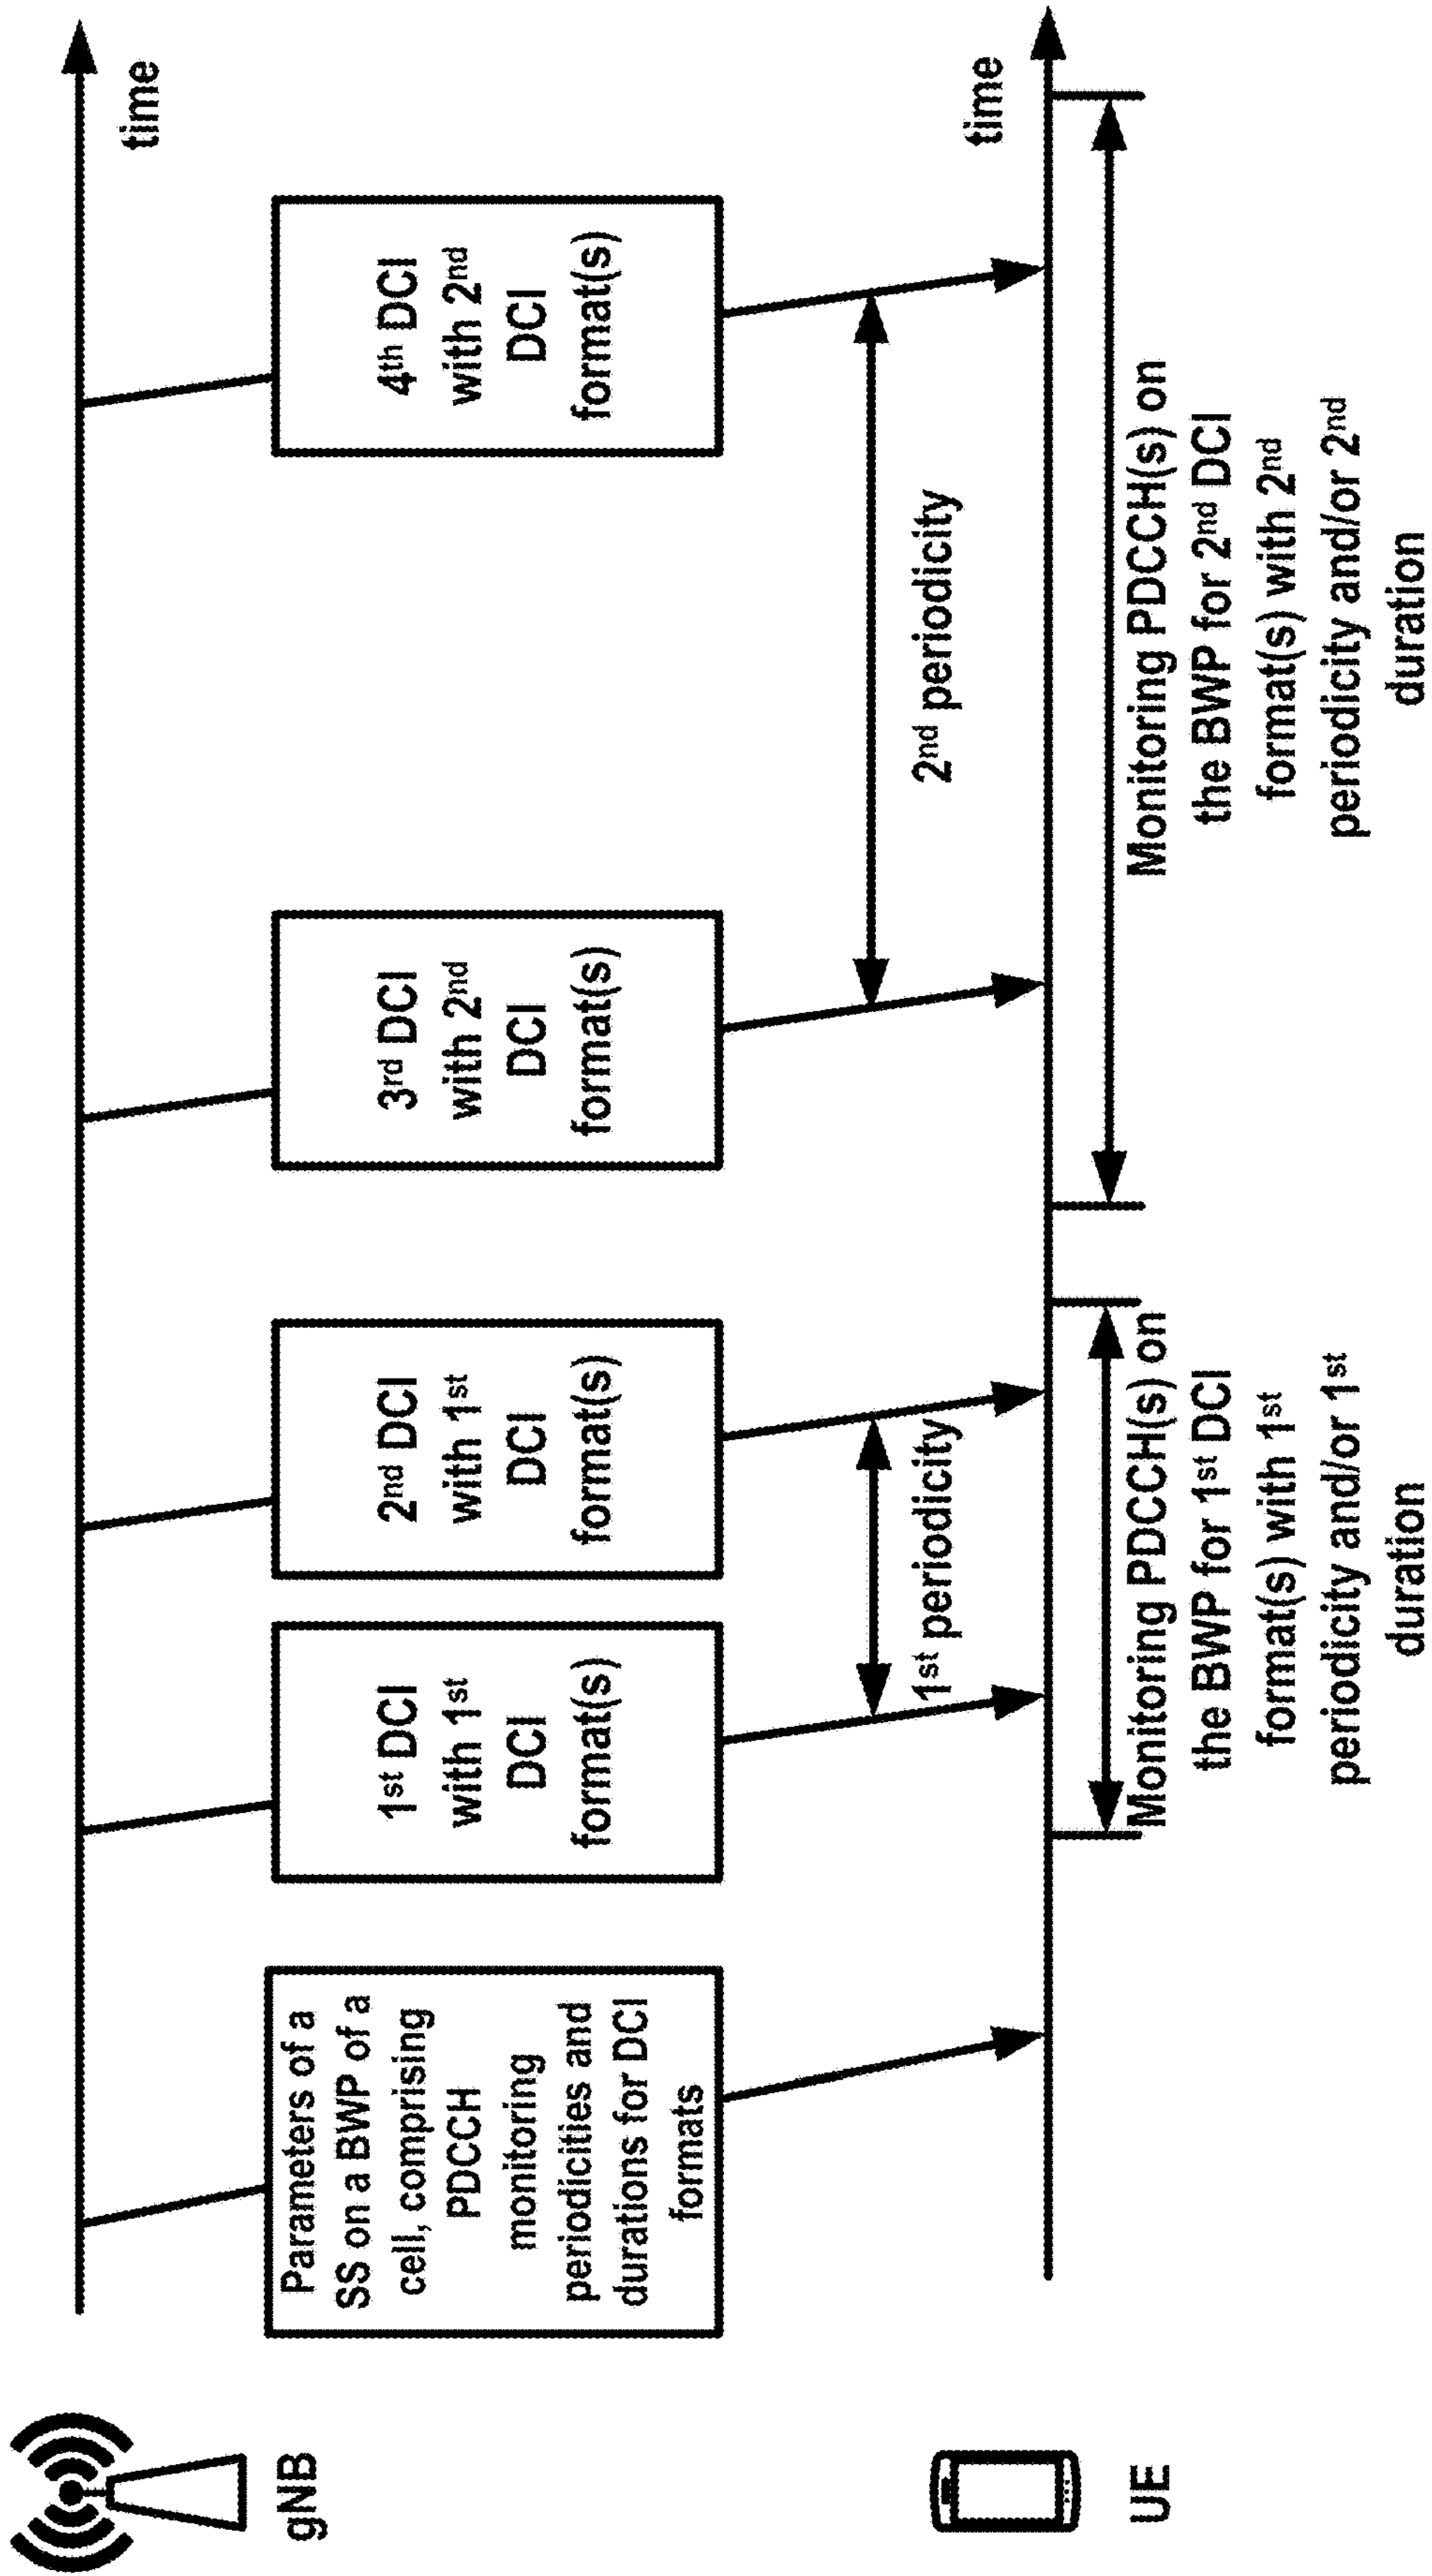 gNB
UE
time
Parameters of a
SS on a BWP of a
cell, comprising
PDCCH
monitoring
periodicities and
durations for DCI
formats
1st DCI
with 1st
DCI
format(s)
2nd DCI
with 1st
DCI
format(s)
3rd DCI
with 2nd
DCI
format(s)
4th DCI
with 2nd
DCI
format(s)
1st periodicity
2nd periodicity
time
Monitoring PDCCH(s) on
the BWP for 1st DCI
format(s) with 1st
periodicity and/or 1st
duration
Monitoring PDCCH(s) on
the BWP for 2nd DCI
format(s) with 2nd
periodicity and/or 2nd
duration